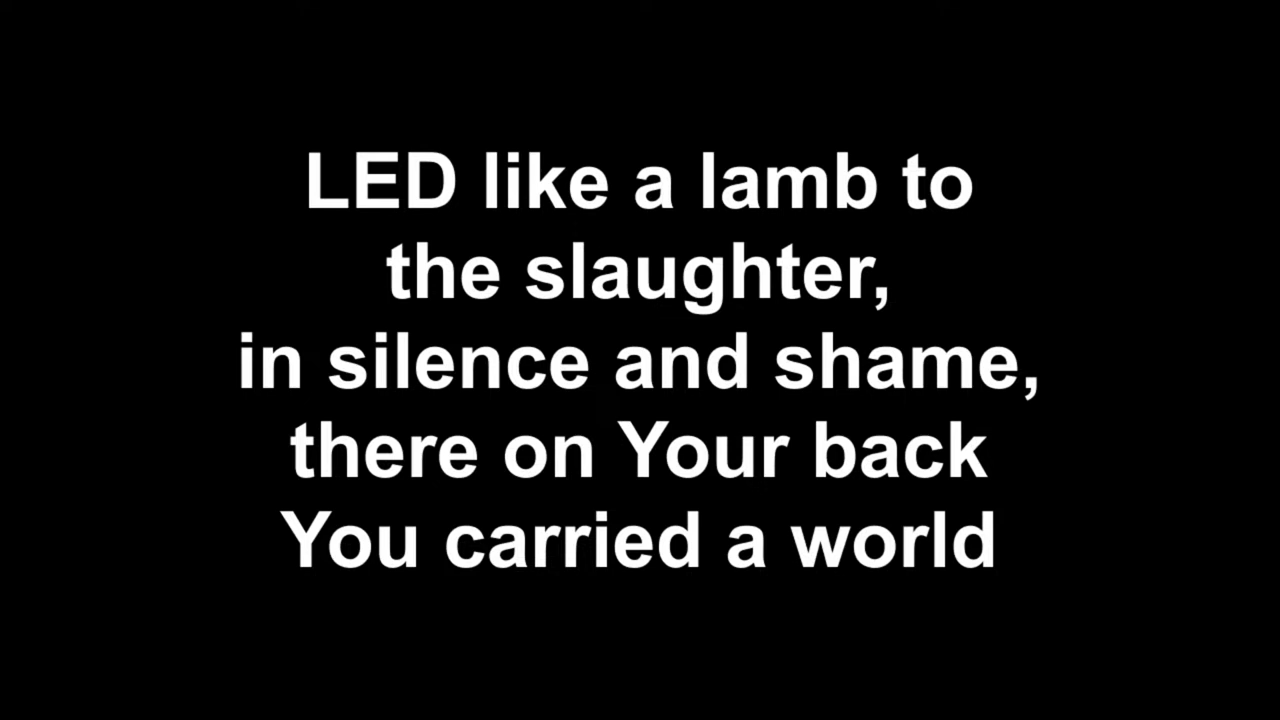 LED like a lamb to
the slaughter,
in silence and shame,
there on Your back
You carried a world